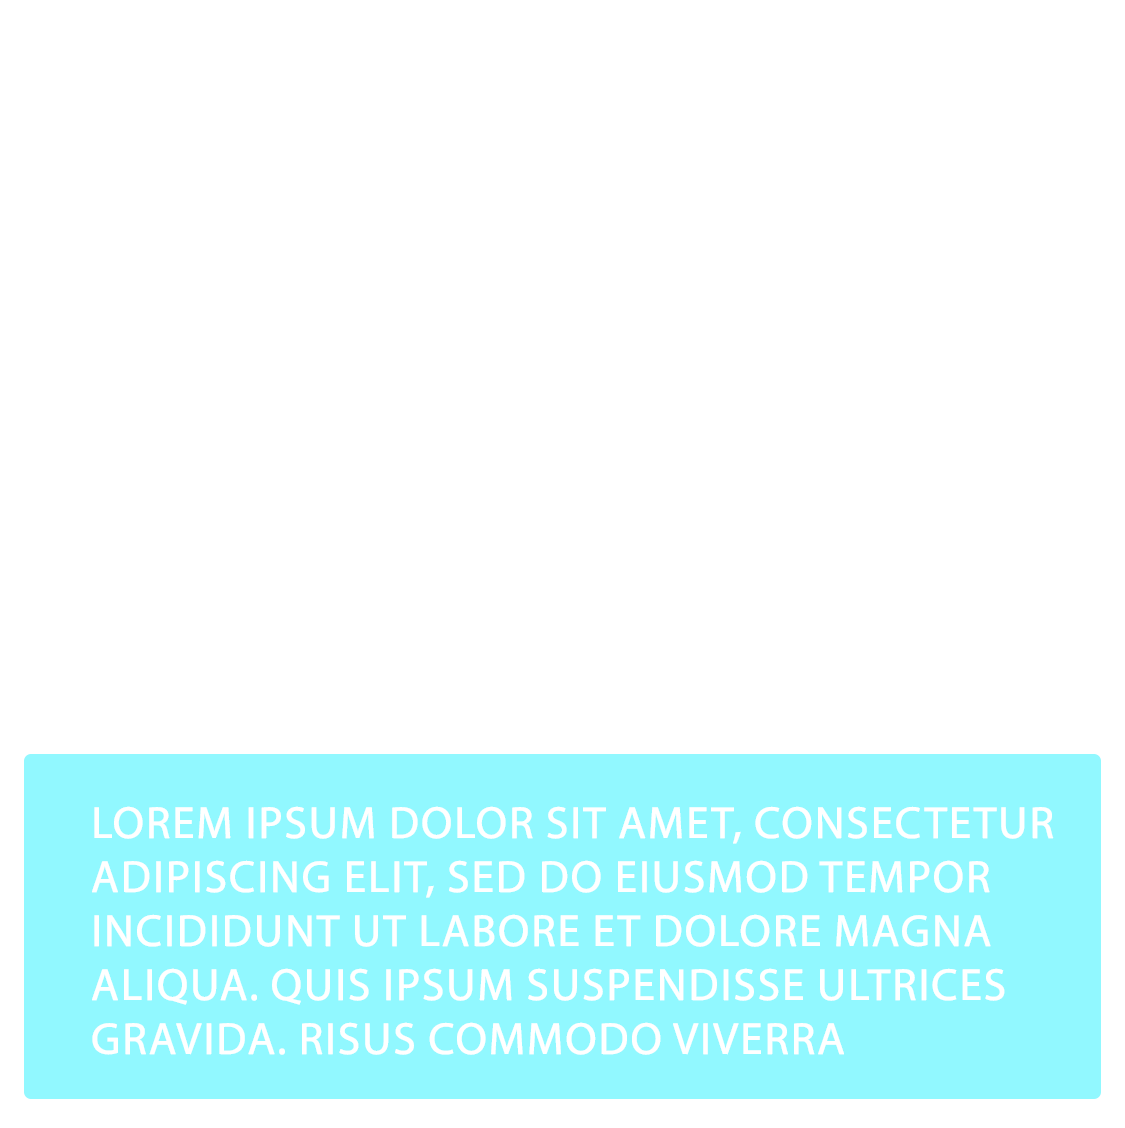 LOREM IPSUM DOLOR SIT AMET, CONSECTETUR
ADIPISCING ELIT, SED DO EIUSMOD TEMPOR
INCIDIDUNT UT LABORE ET DOLORE MAGNA
ALIQUA. QUIS IPSUM SUSPENDISSE ULTRICES
GRAVIDA. RISUS COMMODO VIVERRA